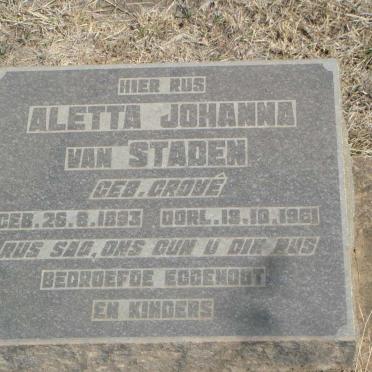 HIER RUS
ALETTA JOHANNA
VAN STADEN
GEB. GROVÉ
GEB. 26.8.1893 OORL. 19.10.1961
RUS SAG, ONS GUN U DIE RUS
BEDROEFDE EGGENOOT
EN KINDERS